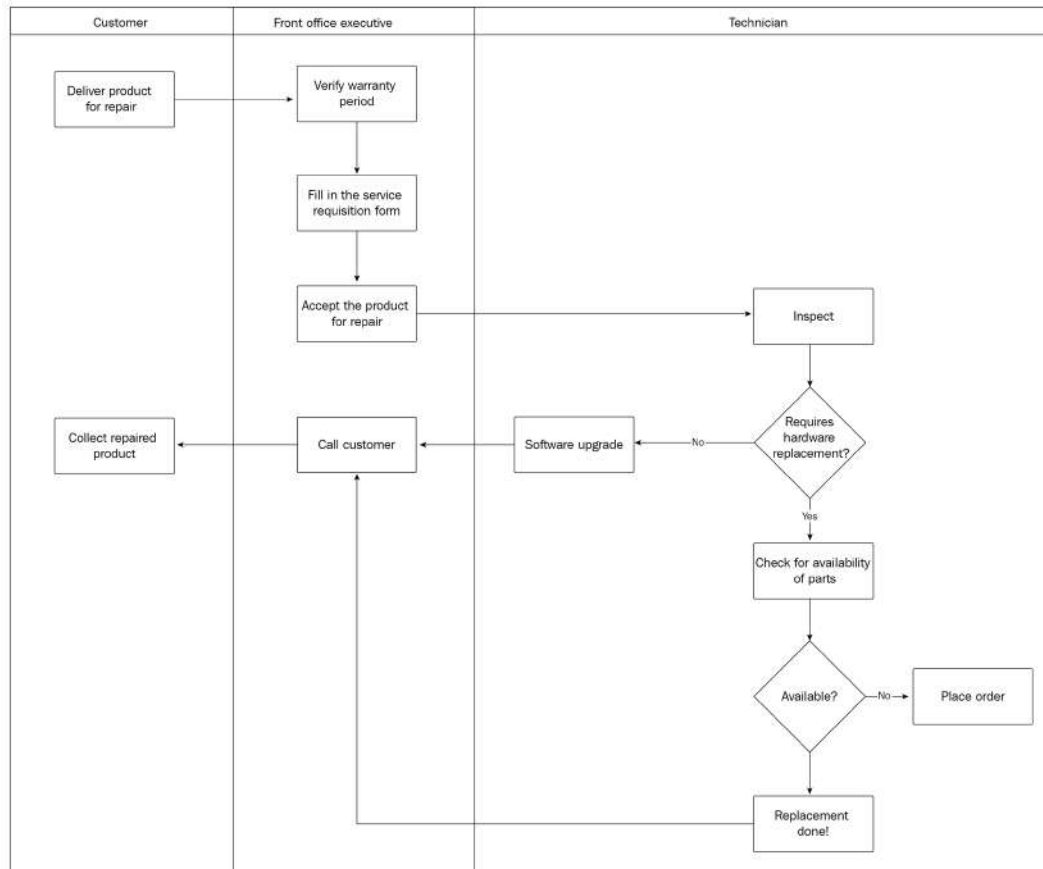 Customer
Front office executive
Technician
Deliver product
for repair
Verify warranty
period
Fill in the service
requisition form
Accept the product
for repair
Inspect
Collect repaired
product
Call customer
Software upgrade
No
Requires
hardware
replacement?
Yes
Check for availability
of parts
Available?
No
Place order
Replacement
done!